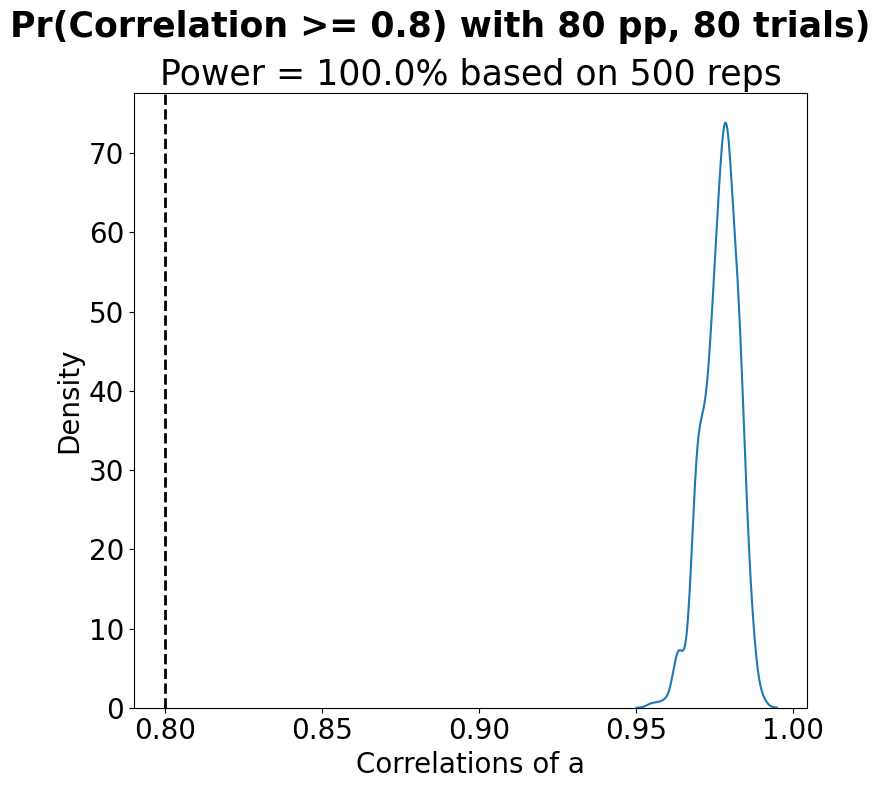 Pr(Correlation >= 0.8) with 80 pp, 80 trials)
Power = 100.0% based on 500 reps
70
60
50
40
30
20
10
0
Density
0.80 0.85 0.90 0.95 1.00
Correlations of a